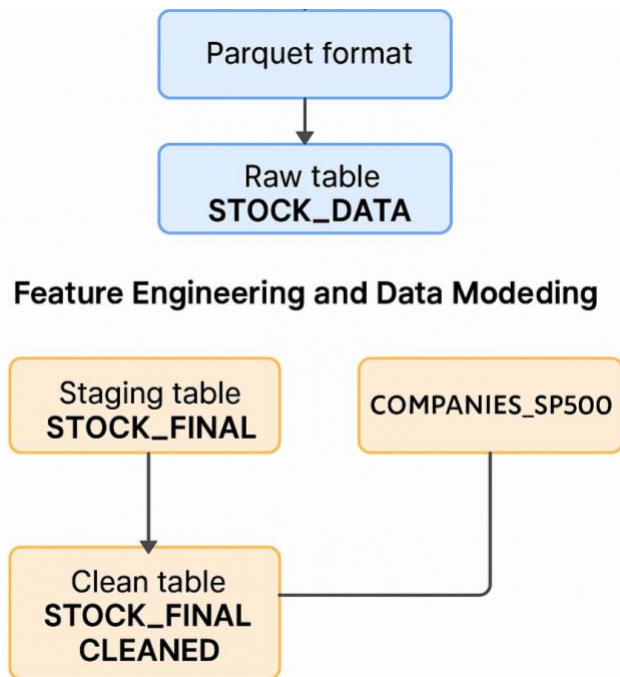 Parquet format
Raw table
STOCK_DATA
Feature Engineering and Data Modeding
Staging table
STOCK_FINAL
COMPANIES_SP500
Clean table
STOCK_FINAL
CLEANED